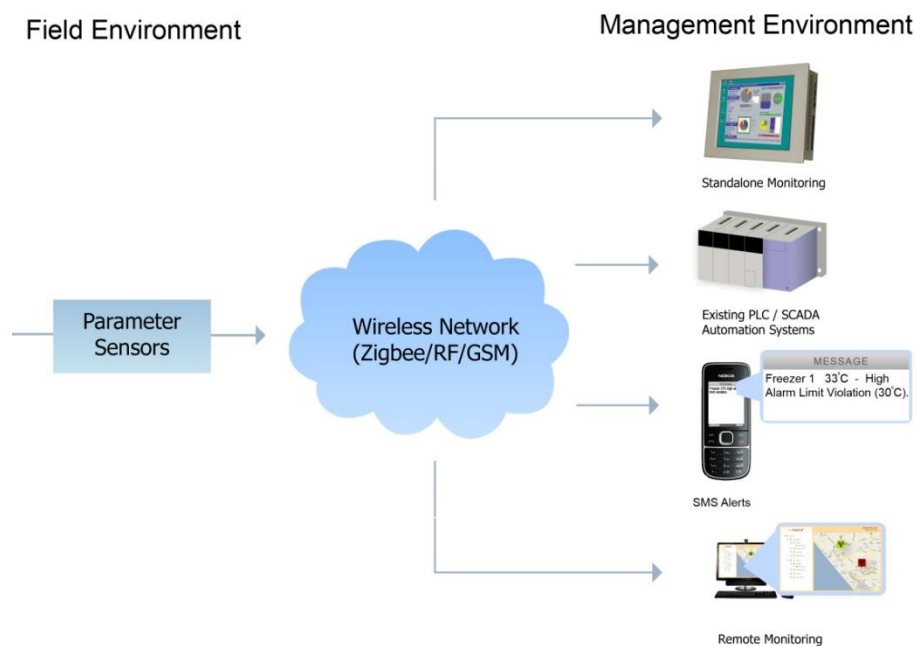 Field Environment
Management Environment
Standalone Monitoring
Parameter
Sensors
Wireless Network
(Zigbee/RF/GSM)
Existing PLC / SCADA
Automation Systems
NOKIA
MESSAGE
Freezer 1 33°C - High
Alarm Limit Violation (30°C).
SMS Alerts
Remote Monitoring